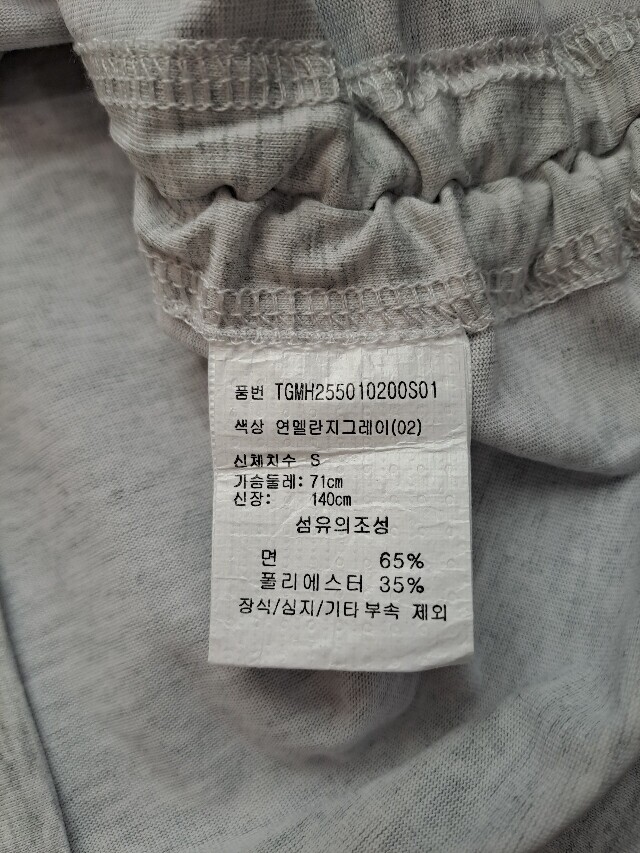 품번 TGMH255010200S01
색상 연멜란지그레이(02)
신체치수 S
가슴둘레: 71cm
신장: 140cm
섬유의조성
면 65%
폴리에스터 35%
장식/심지/기타부속 제외